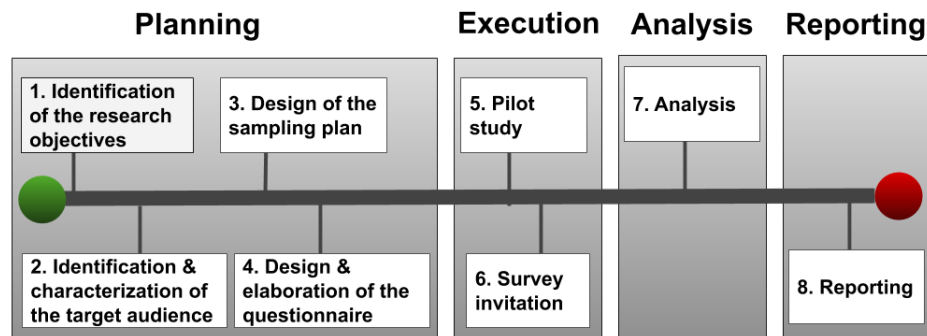 Planning
Execution
Analysis
Reporting
1. Identification
of the research
objectives
3. Design of the
sampling plan
5. Pilot
study
7. Analysis
2. Identification &
characterization of
the target audience
4. Design &
elaboration of the
questionnaire
6. Survey
invitation
8. Reporting